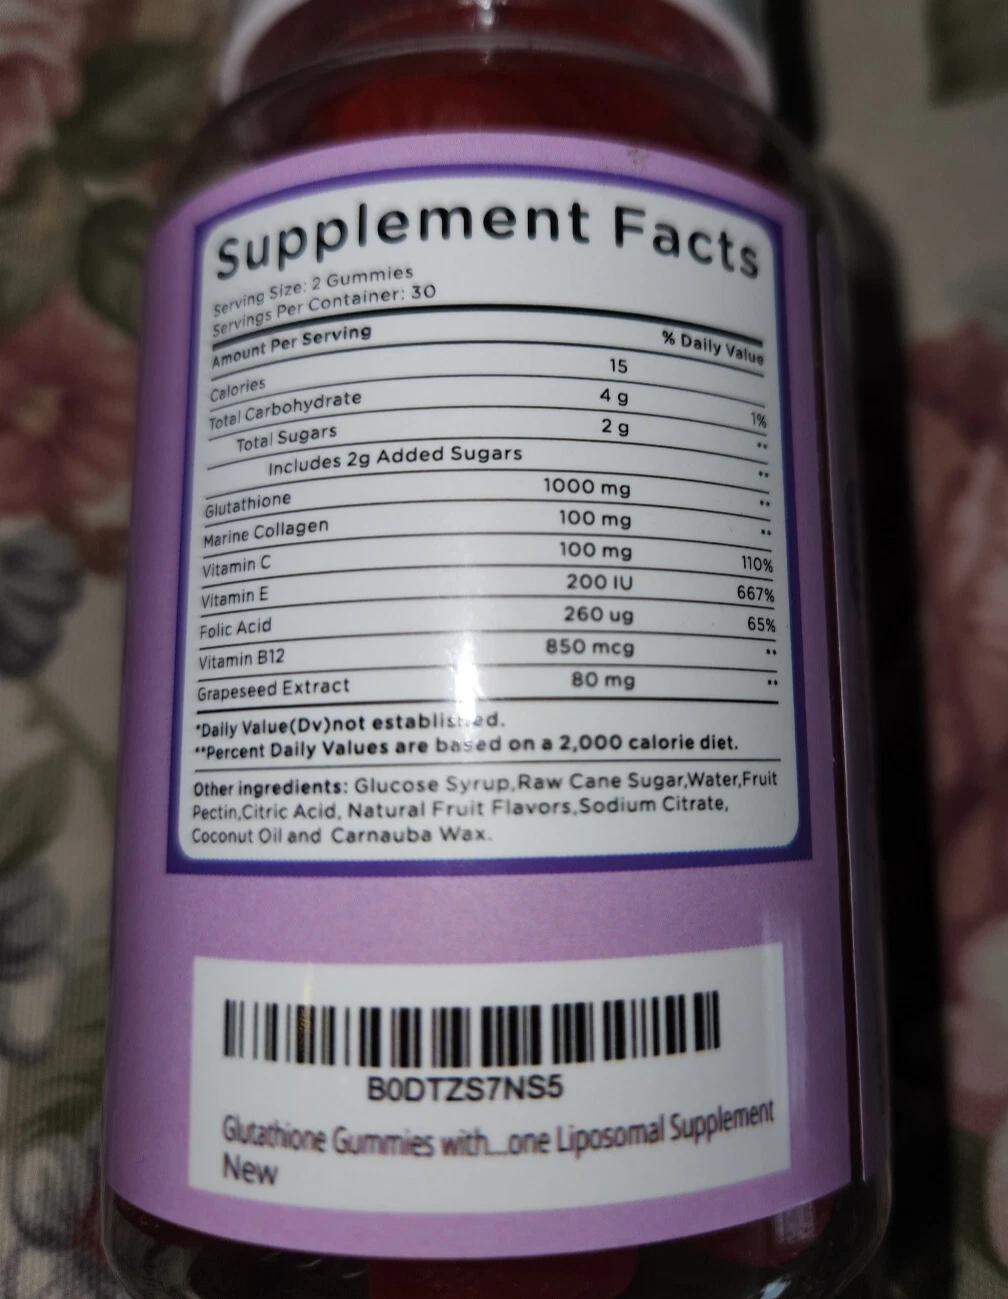 Supplement Facts
Serving Size: 2 Gummies
Servings Per Container: 30
Amount Per Serving % Daily Value
Calories 15
Total Carbohydrate 4 g 1%
Total Sugars 2 g **
Includes 2g Added Sugars **
Glutathione 1000 mg **
Marine Collagen 100 mg **
Vitamin C 100 mg 110%
Vitamin E 200 IU 667%
Folic Acid 260 ug 65%
Vitamin B12 850 mcg **
Grapeseed Extract 80 mg **
*Daily Value(Dv)not established.
**Percent Daily Values are based on a 2,000 calorie diet.
Other ingredients: Glucose Syrup,Raw Cane Sugar,Water,Fruit
Pectin,Citric Acid, Natural Fruit Flavors,Sodium Citrate,
Coconut Oil and Carnauba Wax.
B0DTZS7NS5
Glutathione Gummies with...one Liposomal Supplement
New